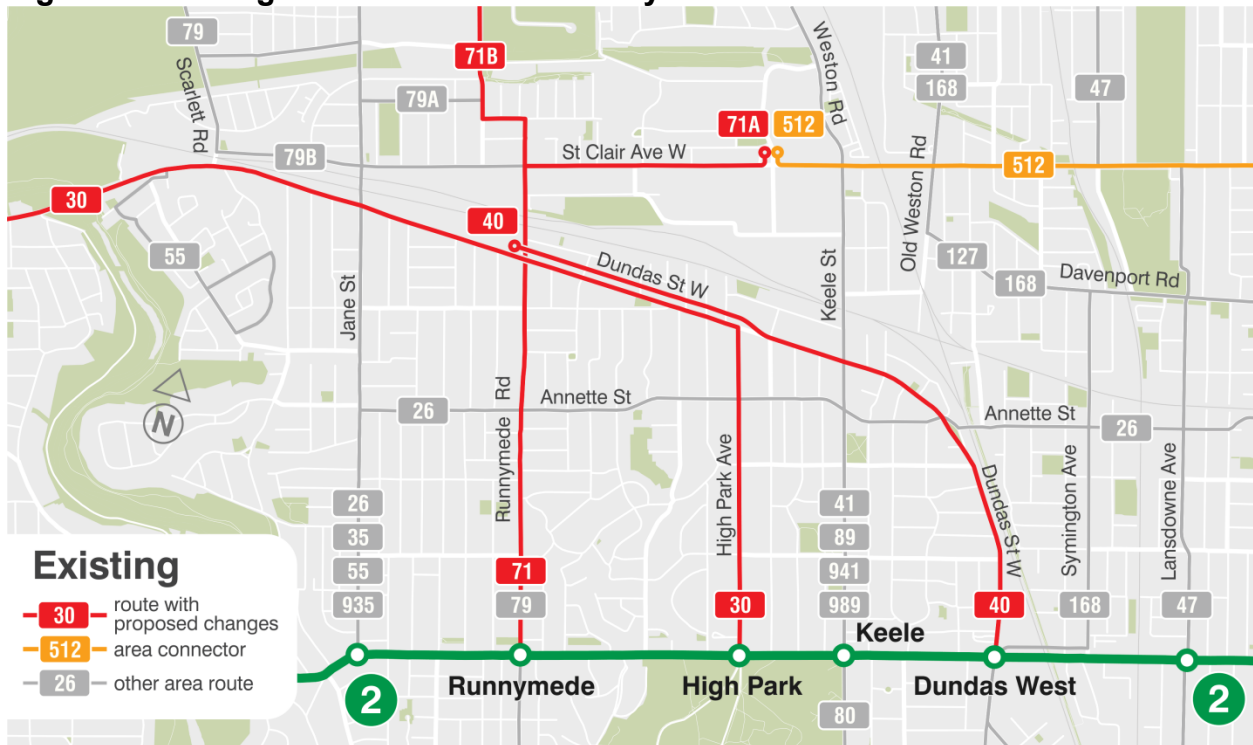 79
Scarlett Rd
71B
79A
79B
Weston Rd
41
168
47
71A
512
St Clair Ave W
512
30
40
55
Jane St
Dundas St W
Keele St
Old Weston Rd
127
168
Davenport Rd
N
26
Runnymede Rd
Annette St
High Park Ave
Annette St
26
Dundas St W
Symington Ave
Lansdowne Ave
26
35
55
935
71
79
30
41
89
941
989
40
168
47
Existing
30 route with
proposed changes
512 area connector
26 other area route
2
Runnymede
High Park
Keele
Dundas West
2
80